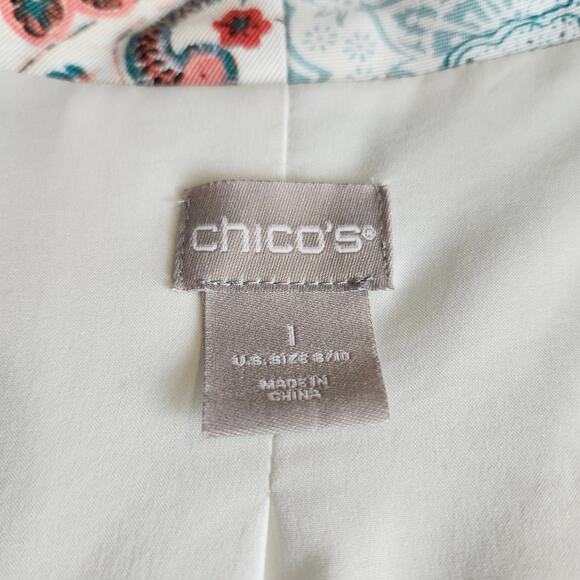 chico's®
1
U.S. SIZE 8/10
MADE IN
CHINA